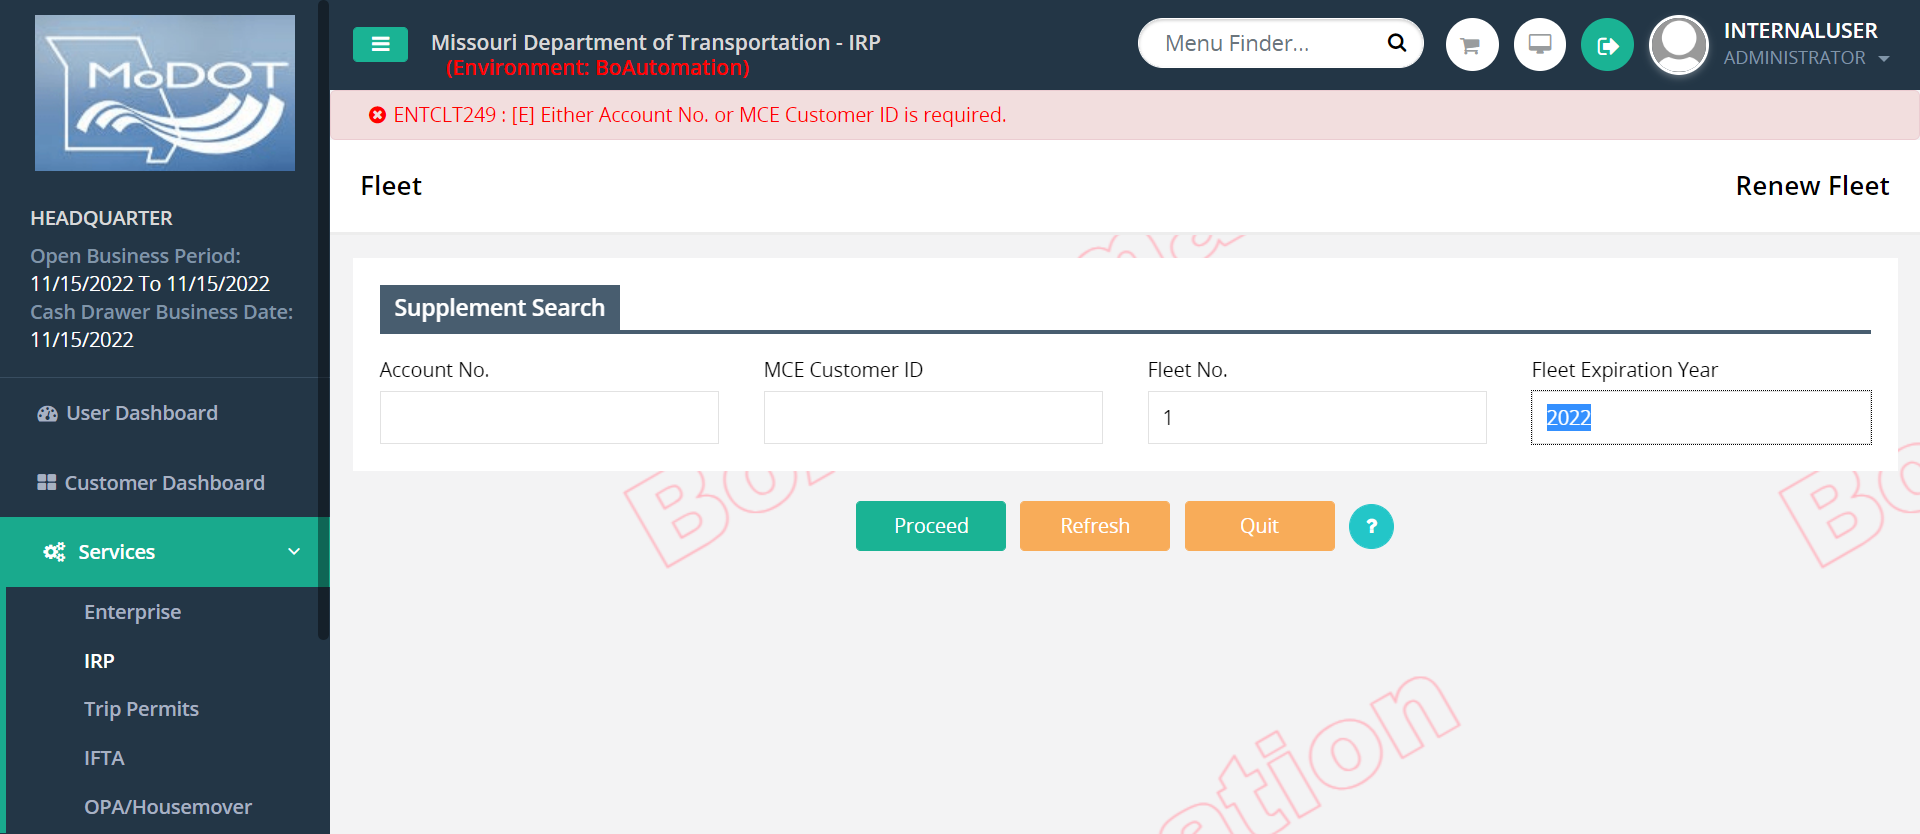 MoDOT
Missouri Department of Transportation - IRP
(Environment: BoAutomation)
Menu Finder...
INTERNALUSER
ADMINISTRATOR
ENTCLT249 : [E] Either Account No. or MCE Customer ID is required.
Fleet
Renew Fleet
HEADQUARTER
Open Business Period:
11/15/2022 To 11/15/2022
Cash Drawer Business Date:
11/15/2022
User Dashboard
Customer Dashboard
Services
Enterprise
IRP
Trip Permits
IFTA
OPA/Housemover
Supplement Search
Account No.
MCE Customer ID
Fleet No.
1
Fleet Expiration Year
2022
Proceed
Refresh
Quit
?